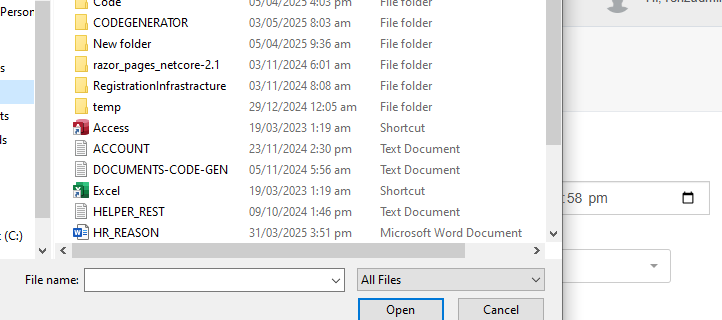 Person
Code 05/04/2025 4:03 pm File folder
CODEGENERATOR 03/05/2025 8:03 am File folder
New folder 05/04/2025 9:36 am File folder
razor_pages_netcore-2.1 03/11/2024 6:01 am File folder
RegistrationInfrastracture 03/11/2024 8:08 am File folder
temp 29/12/2024 12:05 am File folder
Access 19/03/2023 1:19 am Shortcut
ACCOUNT 23/11/2024 2:30 pm Text Document
DOCUMENTS-CODE-GEN 05/11/2024 5:56 am Text Document
Excel 19/03/2023 1:19 am Shortcut
HELPER_REST 09/10/2024 1:46 pm Text Document
HR_REASON 31/03/2025 3:51 pm Microsoft Word Document
s
ts
ls
t (C:)
File name: All Files
Open Cancel
:58 pm